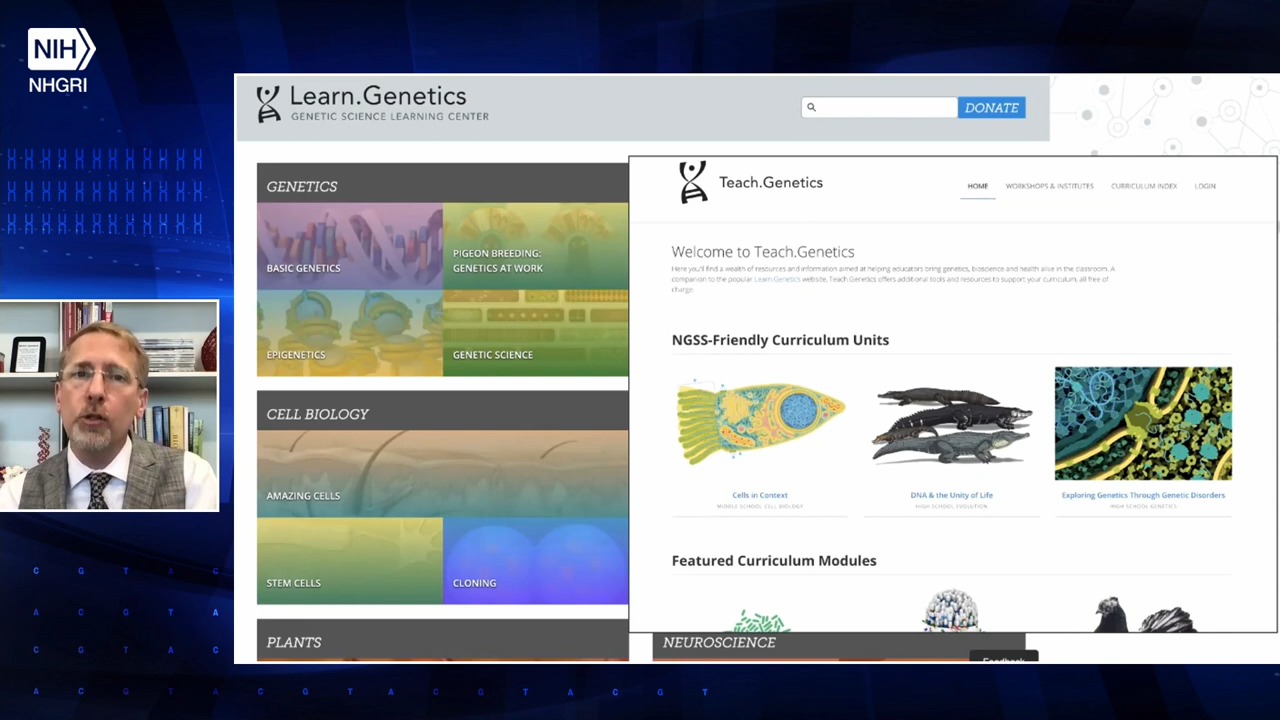 NIH
NHGRI
Learn.Genetics
GENETIC SCIENCE LEARNING CENTER
DONATE
GENETICS
BASIC GENETICS
PIGEON BREEDING:
GENETICS AT WORK
EPIGENETICS
GENETIC SCIENCE
CELL BIOLOGY
AMAZING CELLS
STEM CELLS
CLONING
PLANTS
Teach.Genetics
HOME WORKSHOPS & INSTITUTES CURRICULUM INDEX LOGIN
Welcome to Teach.Genetics
Here you'll find a wealth of resources and information aimed at helping educators bring genetics, bioscience and health alive in the classroom. A
companion to the popular Learn.Genetics website, Teach.Genetics offers additional tools and resources to support your curriculum, all free of
charge.
NGSS-Friendly Curriculum Units
Cells in Context
MIDDLE SCHOOL CELL BIOLOGY
DNA & the Unity of Life
HIGH SCHOOL EVOLUTION
Exploring Genetics Through Genetic Disorders
HIGH SCHOOL GENETICS
Featured Curriculum Modules
NEUROSCIENCE
Feedback
C G T A C
A C G T A
C G T A C
A C G T A C G T A C G T A C G T